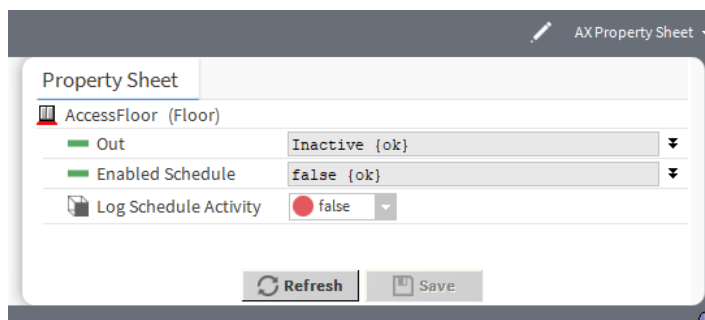 AX Property Sheet
Property Sheet
AccessFloor (Floor)
Out Inactive {ok}
Enabled Schedule false {ok}
Log Schedule Activity false
Refresh Save